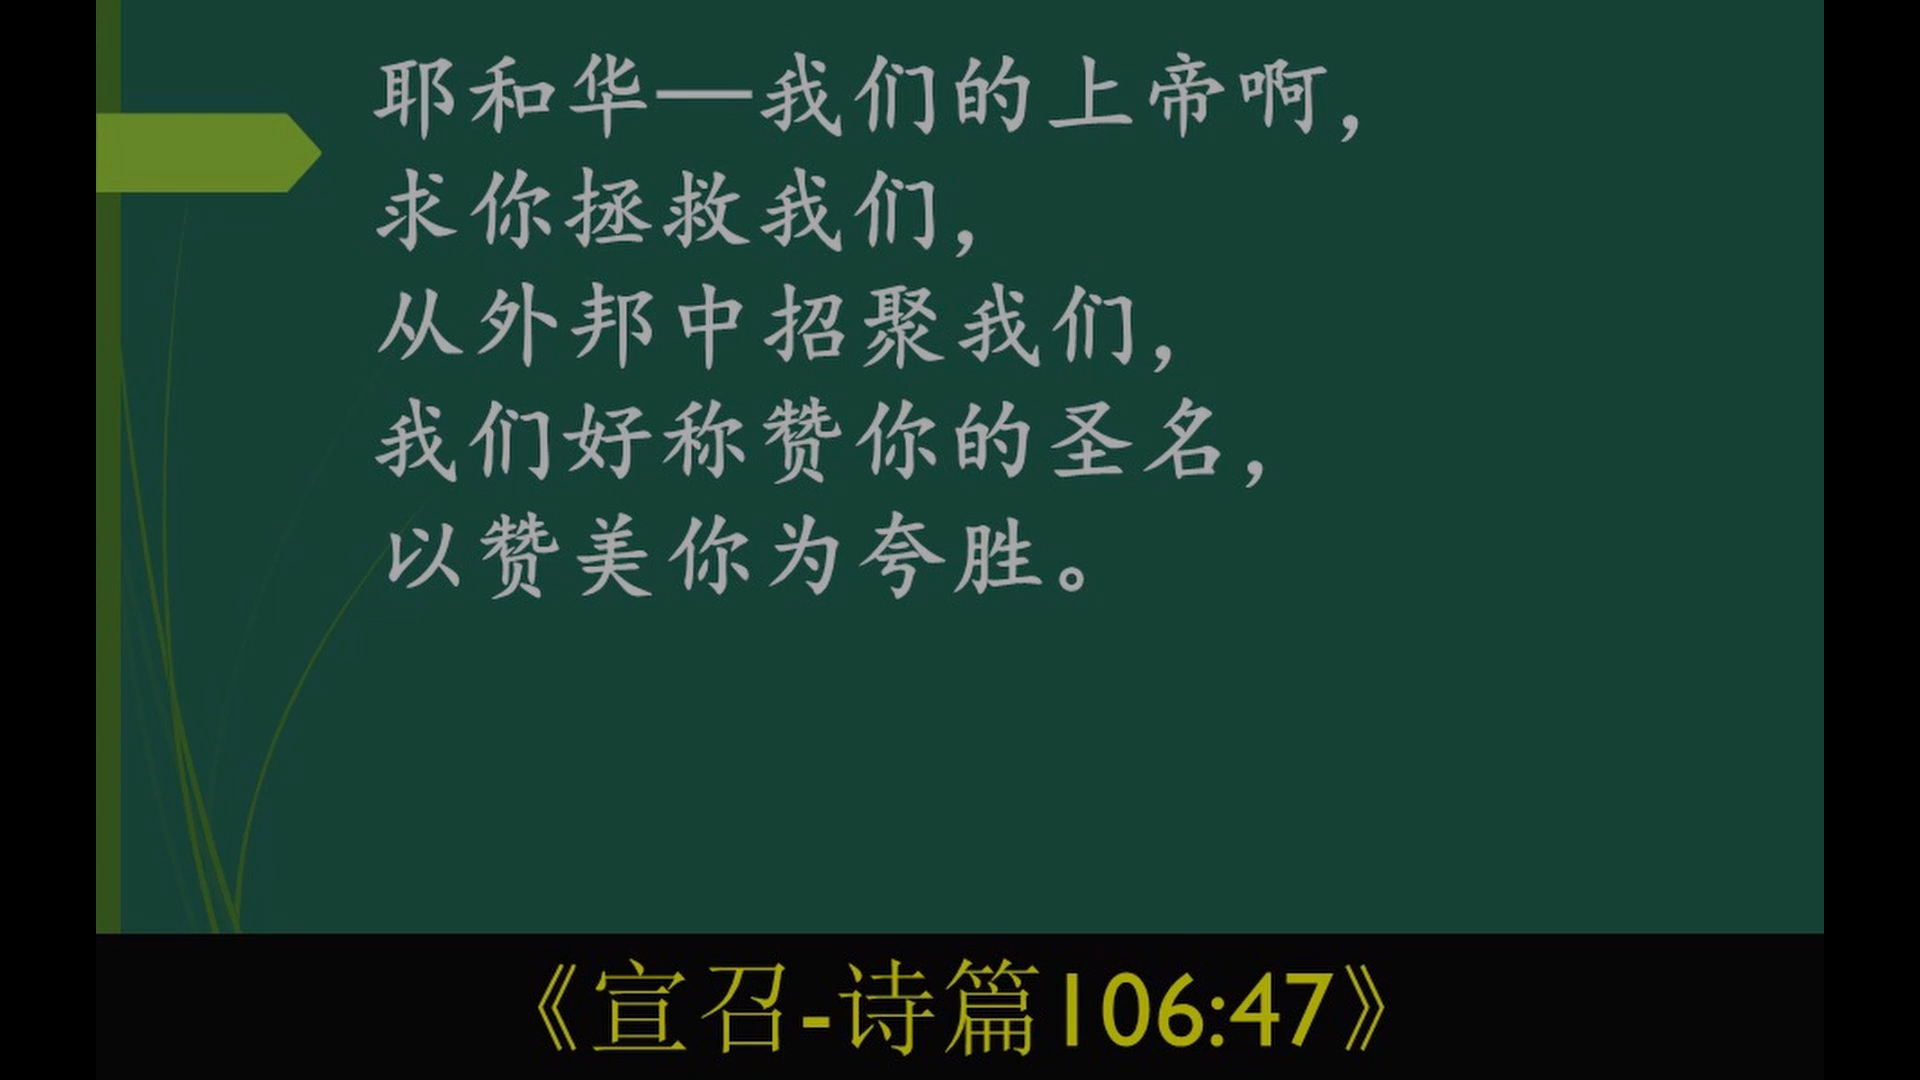 耶和华—我们的上帝啊，
求你拯救我们，
从外邦中招聚我们，
我们好称赞你的圣名，
以赞美你为夸胜。
《宣召-诗篇106:47》